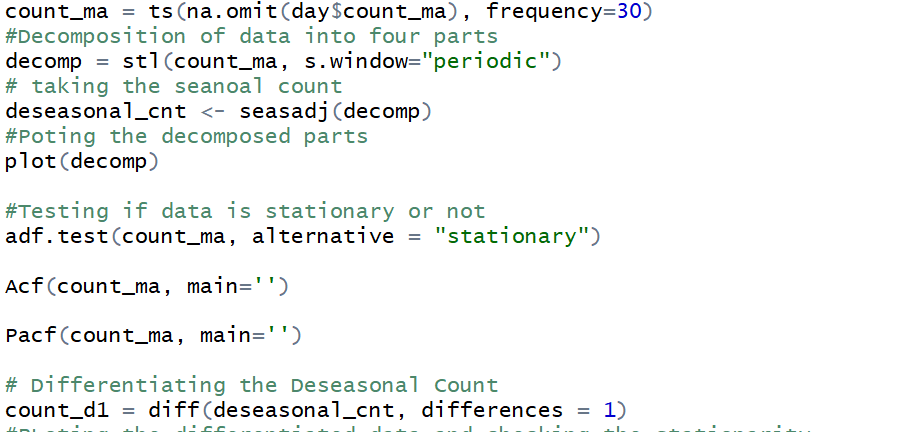 count_ma = ts(na.omit(day$count_ma), frequency=30)
#Decomposition of data into four parts
decomp = stl(count_ma, s.window="periodic")
# taking the seanoal count
deseasonal_cnt <- seasadj(decomp)
#Poting the decomposed parts
plot(decomp)
#Testing if data is stationary or not
adf.test(count_ma, alternative = "stationary")
Acf(count_ma, main='')
Pacf(count_ma, main='')
# Differentiating the Deseasonal Count
count_d1 = diff(deseasonal_cnt, differences = 1)